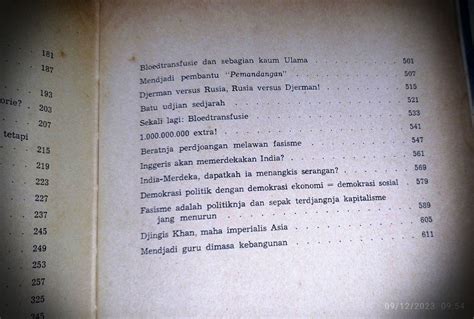 181
187
193
orie? . 203
207
tetapi
215
219
223
227
237
245
249
253
325
345
Bloedtransfusie dan sebagian kaum Ulama . . . 501
Mendjadi pembantu "Pemandangan" . . . 507
Djerman versus Rusia, Rusia versus Djerman! . . . 515
Batu udjian sedjarah . . . 521
Sekali lagi: Bloedtransfusie . . . 533
1.000.000.000 extra! . . . 541
Beratnja perdjoangan melawan fasisme . . . 547
Inggeris akan memerdekakan India? . . . 561
India-Merdeka, dapatkah ia menangkis serangan? . . . 569
Demokrasi politik dengan demokrasi ekonomi = demokrasi sosial . 579
Fasisme adalah politiknja dan sepak terdjangnja kapitalisme
jang menurun . . . 589
Djingis Khan, maha imperialis Asia . . . 605
Mendjadi guru dimasa kebangunan . . . 611
09/12/2023 09:54